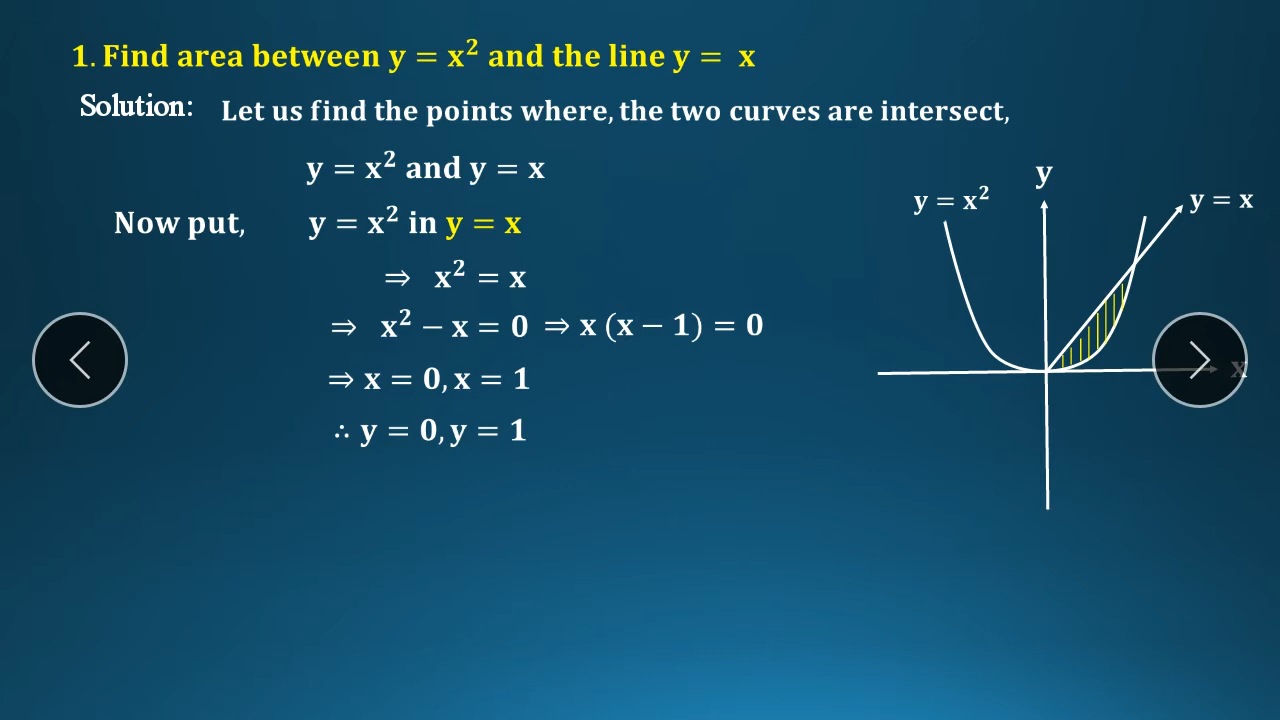 1. Find area between y = x² and the line y = x
Solution: Let us find the points where, the two curves are intersect,
y = x² and y = x
Now put, y = x² in y = x
⇒ x² = x
⇒ x² − x = 0 ⇒ x (x − 1) = 0
⇒ x = 0, x = 1
∴ y = 0, y = 1
y
y = x²
y = x
x